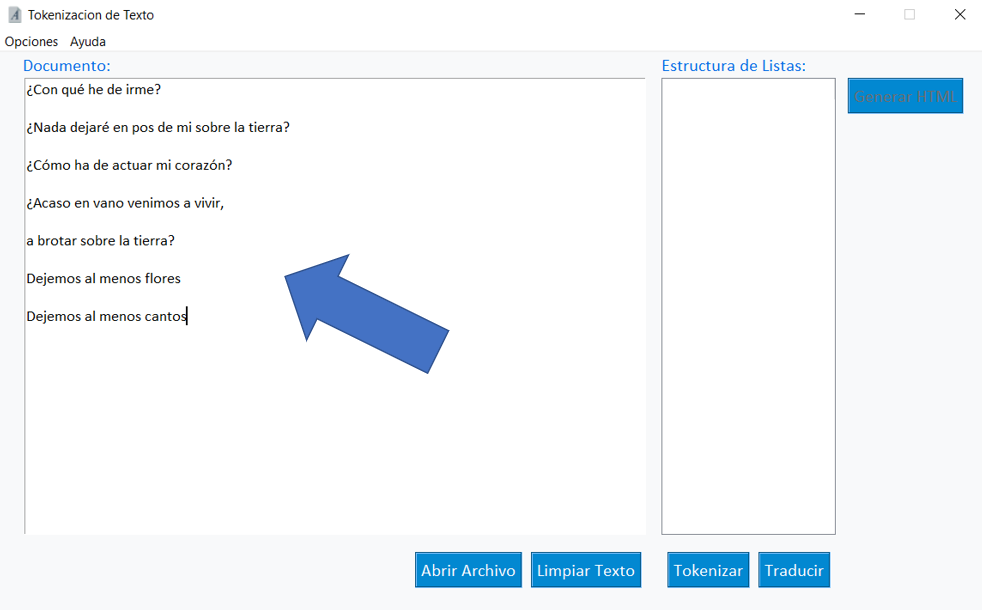 Tokenizacion de Texto
Opciones Ayuda
Documento:
¿Con qué he de irme?
¿Nada dejaré en pos de mi sobre la tierra?
¿Cómo ha de actuar mi corazón?
¿Acaso en vano venimos a vivir,
a brotar sobre la tierra?
Dejemos al menos flores
Dejemos al menos cantos
Estructura de Listas:
Generar HTML
Abrir Archivo
Limpiar Texto
Tokenizar
Traducir